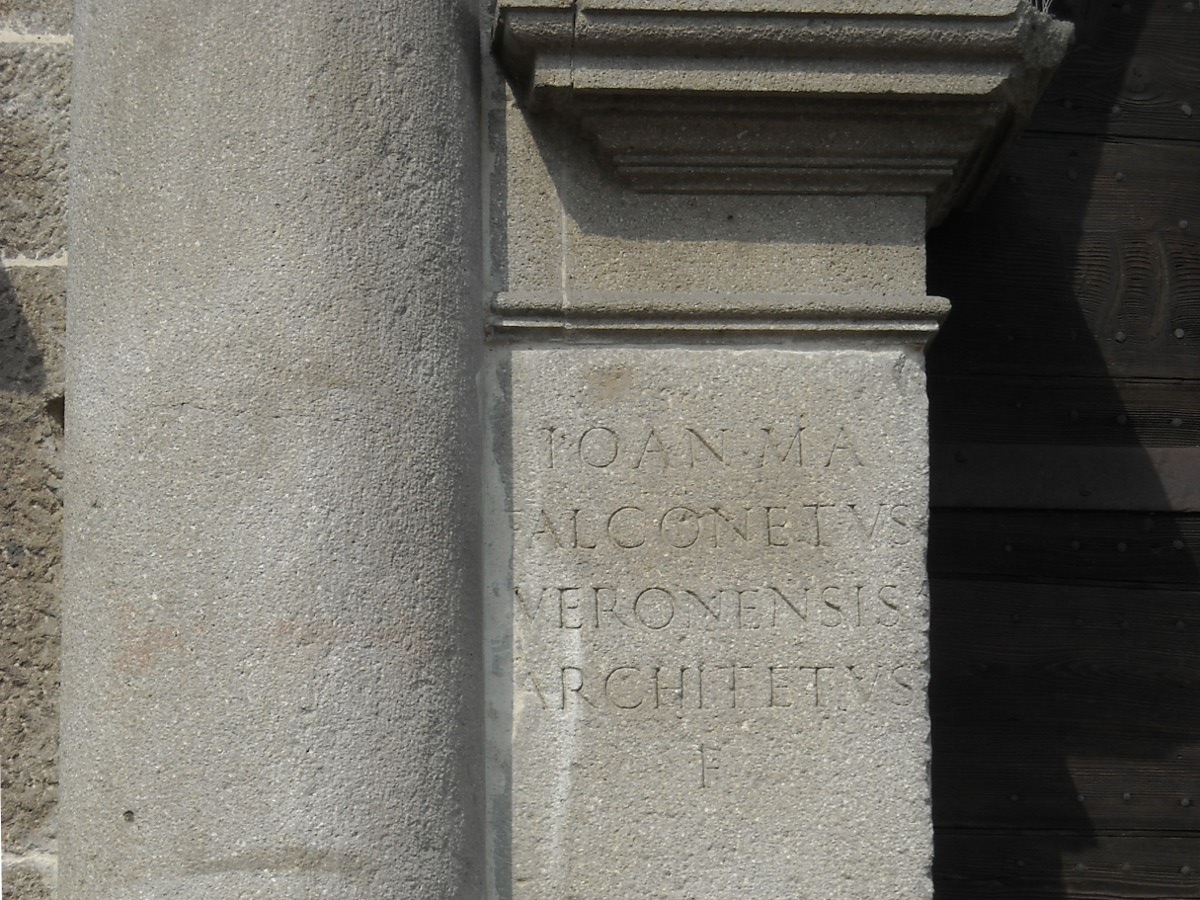 IOAN·MA
FALCONETVS
VERONENSIS
ARCHITETVS
F